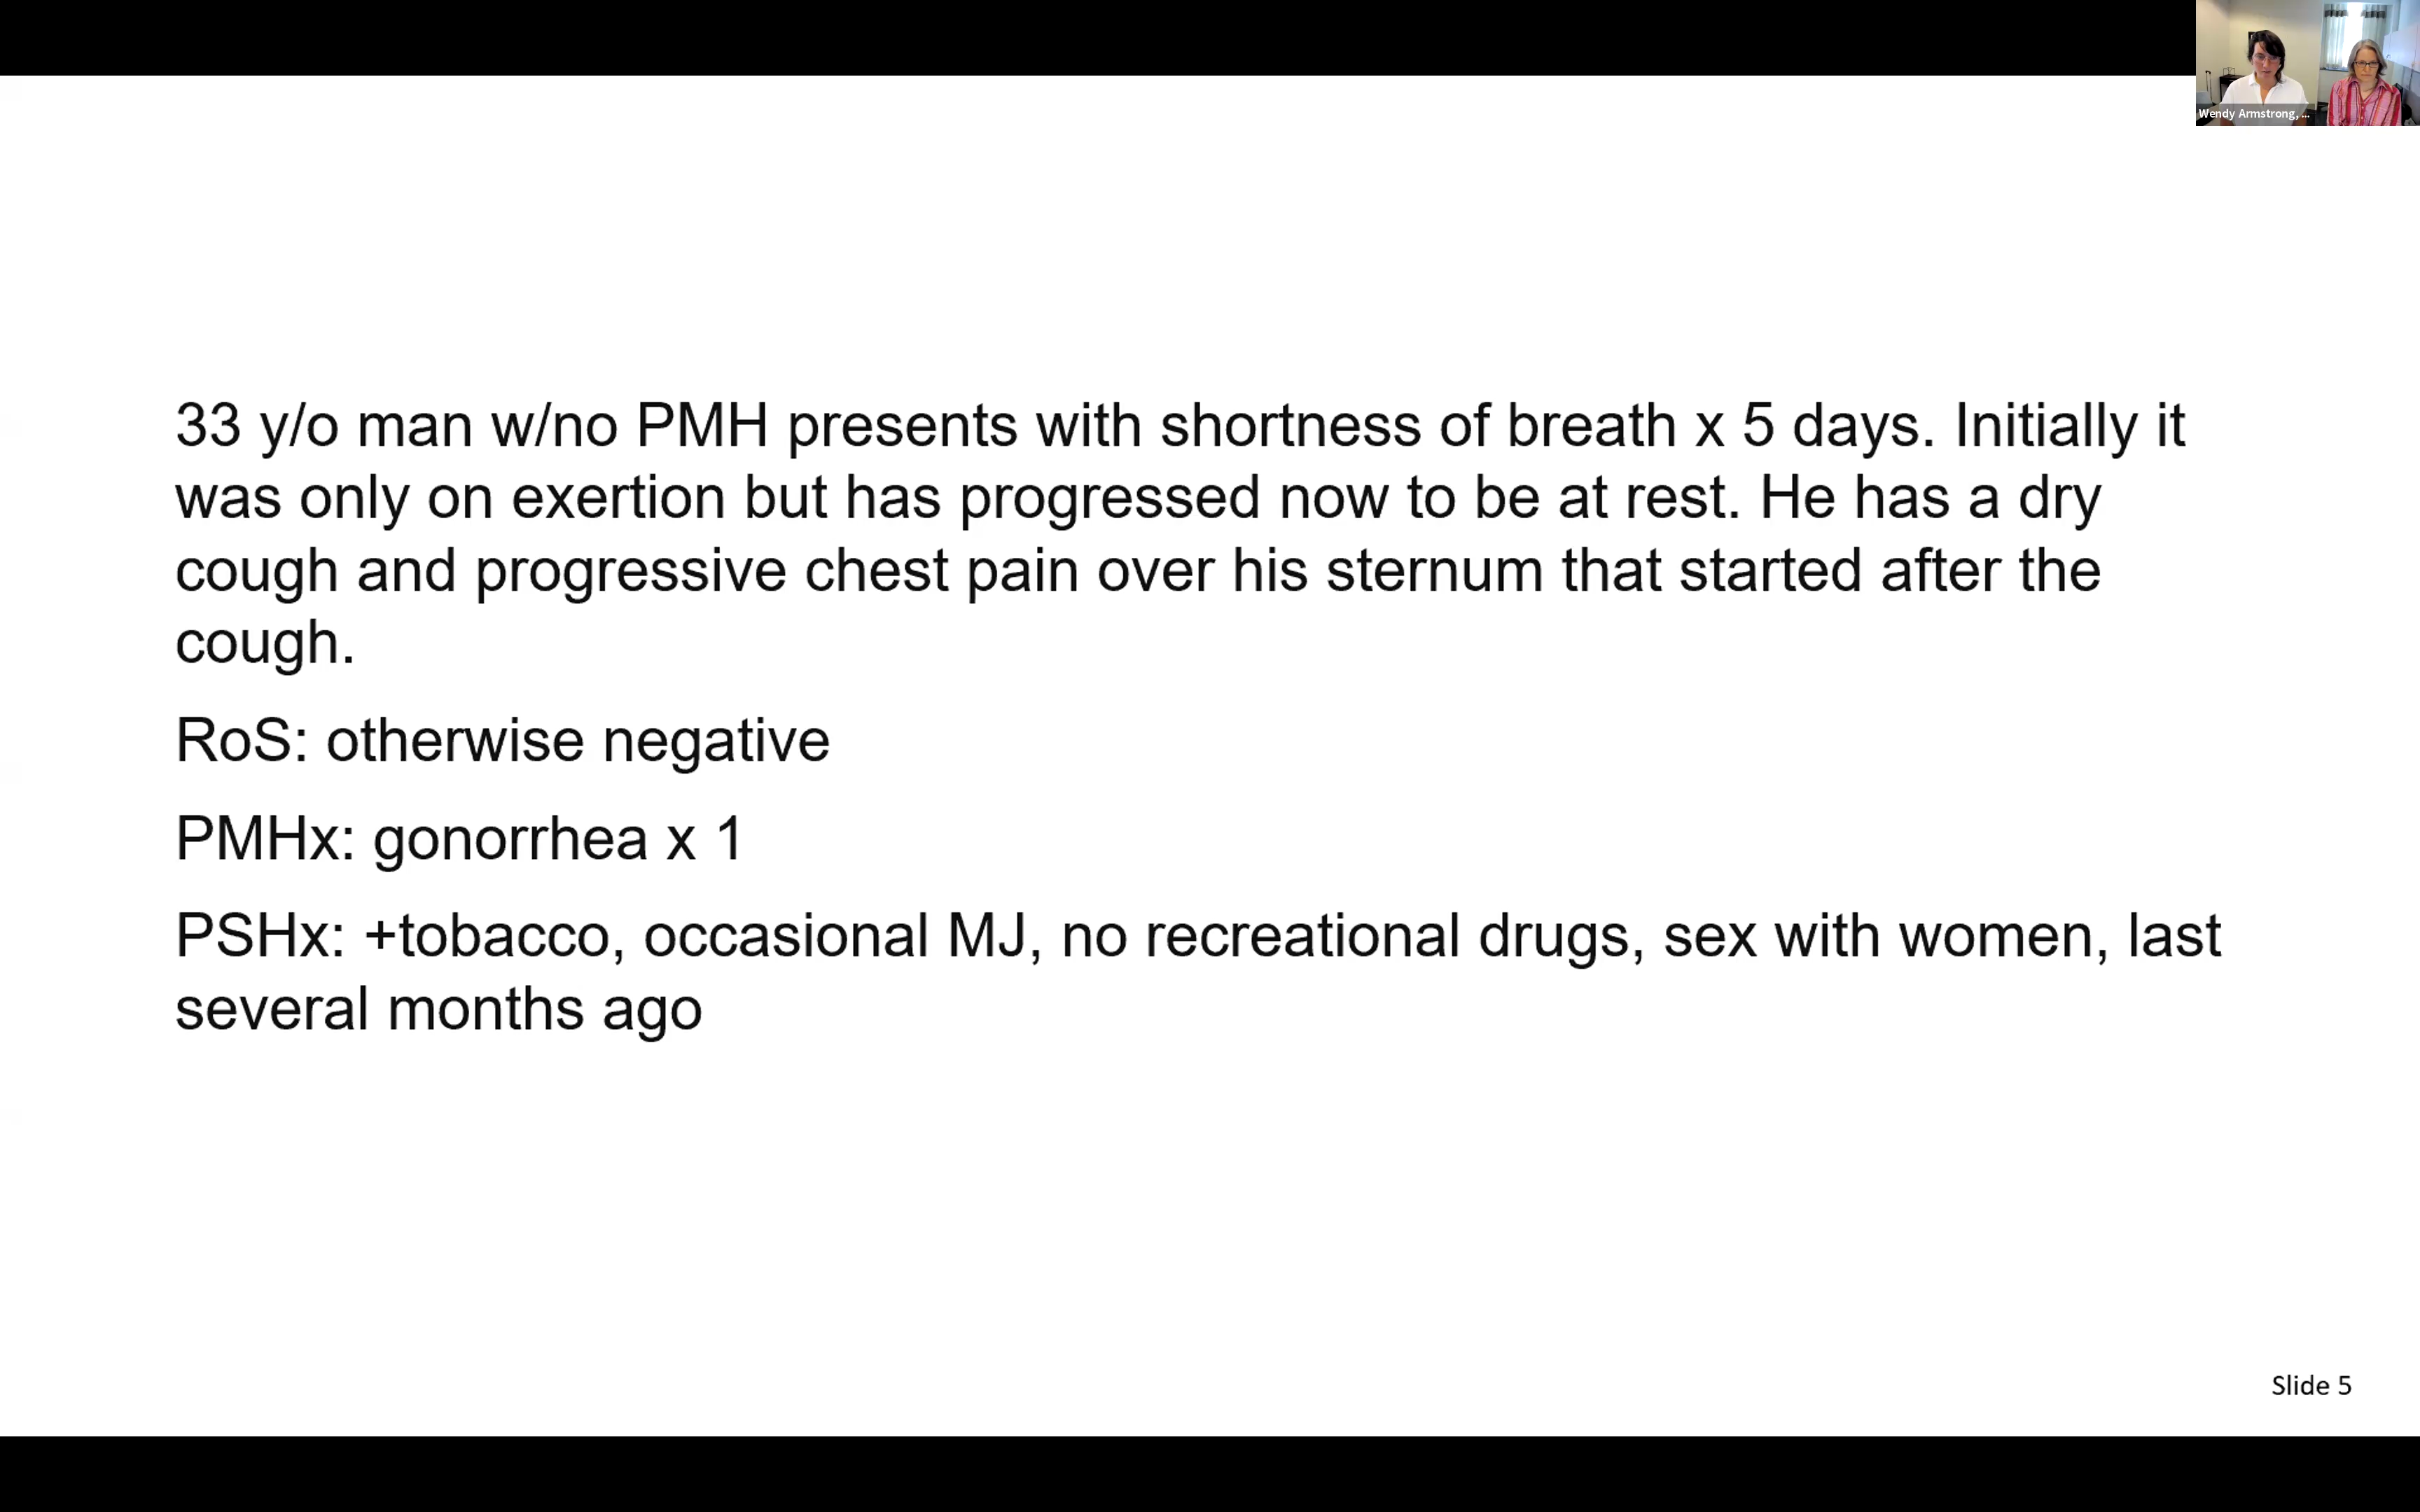 Wendy Armstrong, ...
33 y/o man w/no PMH presents with shortness of breath x 5 days. Initially it
was only on exertion but has progressed now to be at rest. He has a dry
cough and progressive chest pain over his sternum that started after the
cough.
RoS: otherwise negative
PMHx: gonorrhea x 1
PSHx: +tobacco, occasional MJ, no recreational drugs, sex with women, last
several months ago
Slide 5